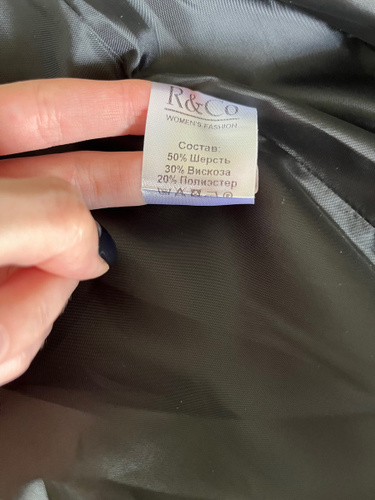 R&Co
WOMEN'S FASHION
Состав:
50% Шерсть
30% Вискоза
20% Полиэстер